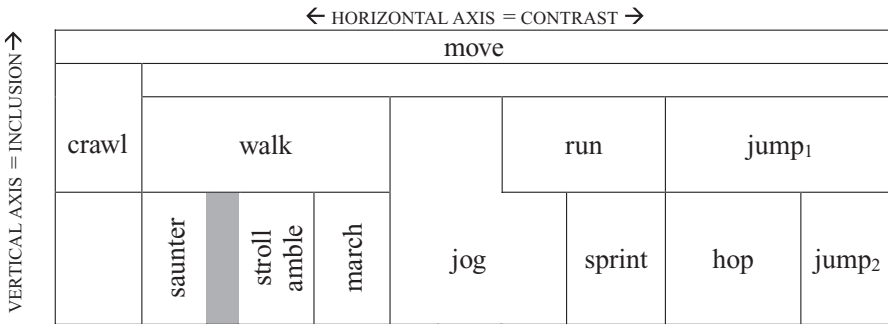 ← HORIZONTAL AXIS = CONTRAST →
VERTICAL AXIS = INCLUSION →
move
crawl
walk
run
jump₁
saunter
stroll
amble
march
jog
sprint
hop
jump₂